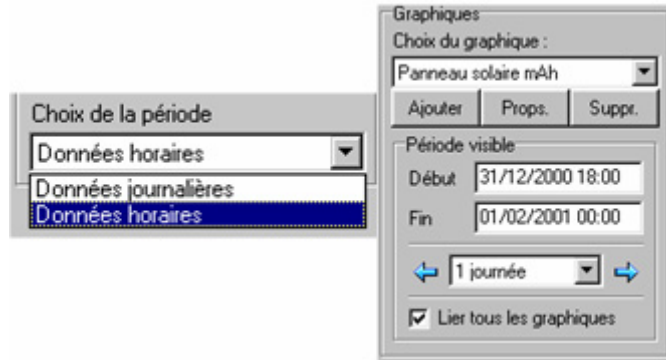 Choix de la période
Données horaires
Données journalières
Données horaires
Graphiques
Choix du graphique :
Panneau solaire mAh
Ajouter Props. Suppr.
Période visible
Début 31/12/2000 18:00
Fin 01/02/2001 00:00
1 journée
Lier tous les graphiques